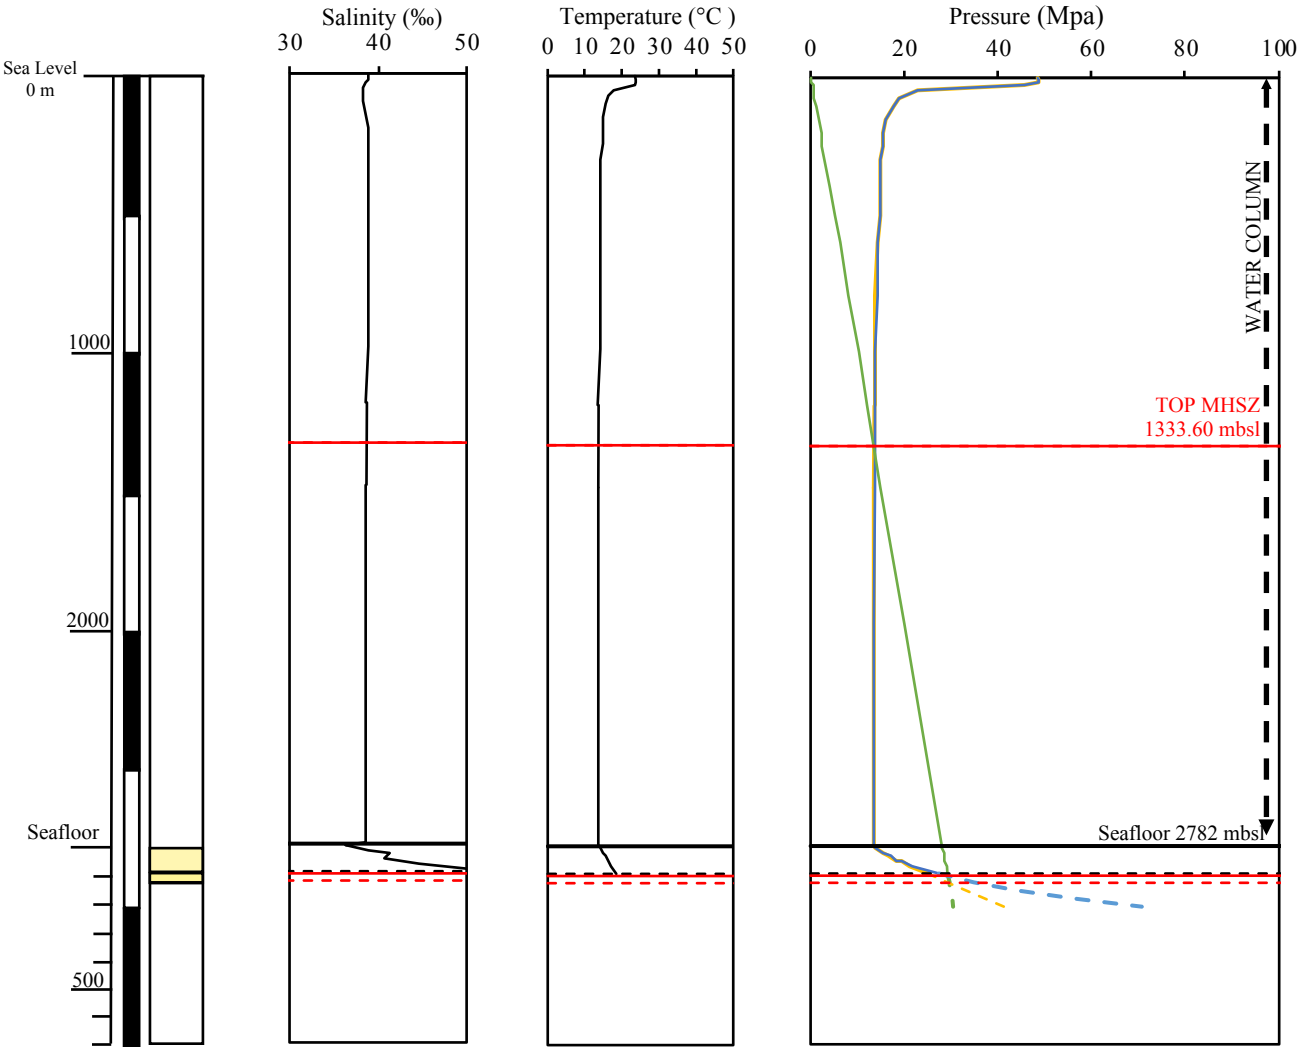 Salinity (‰)
30 40 50
Temperature (°C )
0 10 20 30 40 50
Pressure (Mpa)
0 20 40 60 80 100
Sea Level
0 m
1000
2000
Seafloor
500
WATER COLUMN
TOP MHSZ
1333.60 mbsl
Seafloor 2782 mbsl